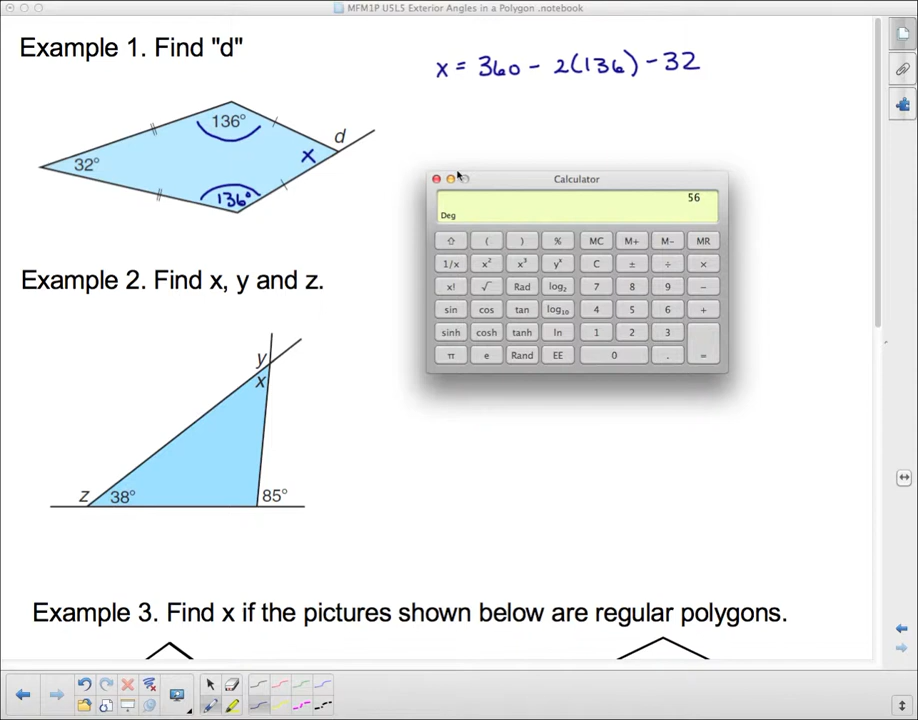 MFM1P USL5 Exterior Angles in a Polygon .notebook
Example 1. Find "d"
x = 360 - 2(136) - 32
136°
d
x
32°
136°
Calculator
56
Deg
( ) % MC M+ M- MR
1/x x² x³ yˣ C ± ÷ ×
x! √ Rad log₂ 7 8 9 −
sin cos tan log₁₀ 4 5 6 +
sinh cosh tanh ln 1 2 3
π e Rand EE 0 . =
Example 2. Find x, y and z.
y
x
z 38° 85°
Example 3. Find x if the pictures shown below are regular polygons.